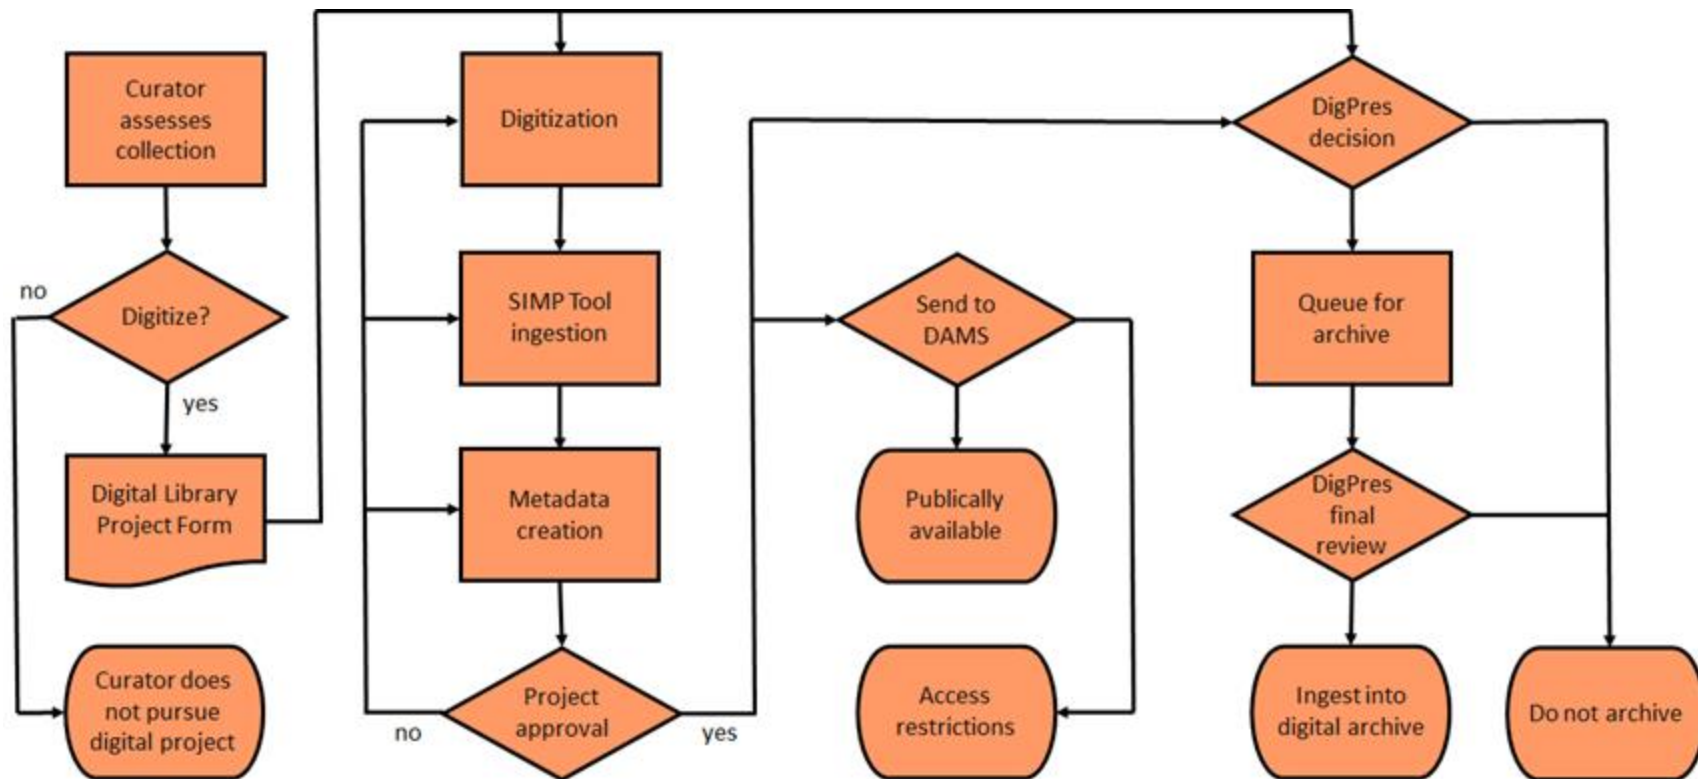 Curator
assesses
collection
Digitize?
no
yes
Digital Library
Project Form
Curator does
not pursue
digital project
Digitization
SIMP Tool
ingestion
Metadada
creation
Project
approval
no
yes
Send to
DAMS
Publically
available
Access
restrictions
DigPres
decision
Queue for
archive
DigPres
final
review
Ingest into
digital archive
Do not archive